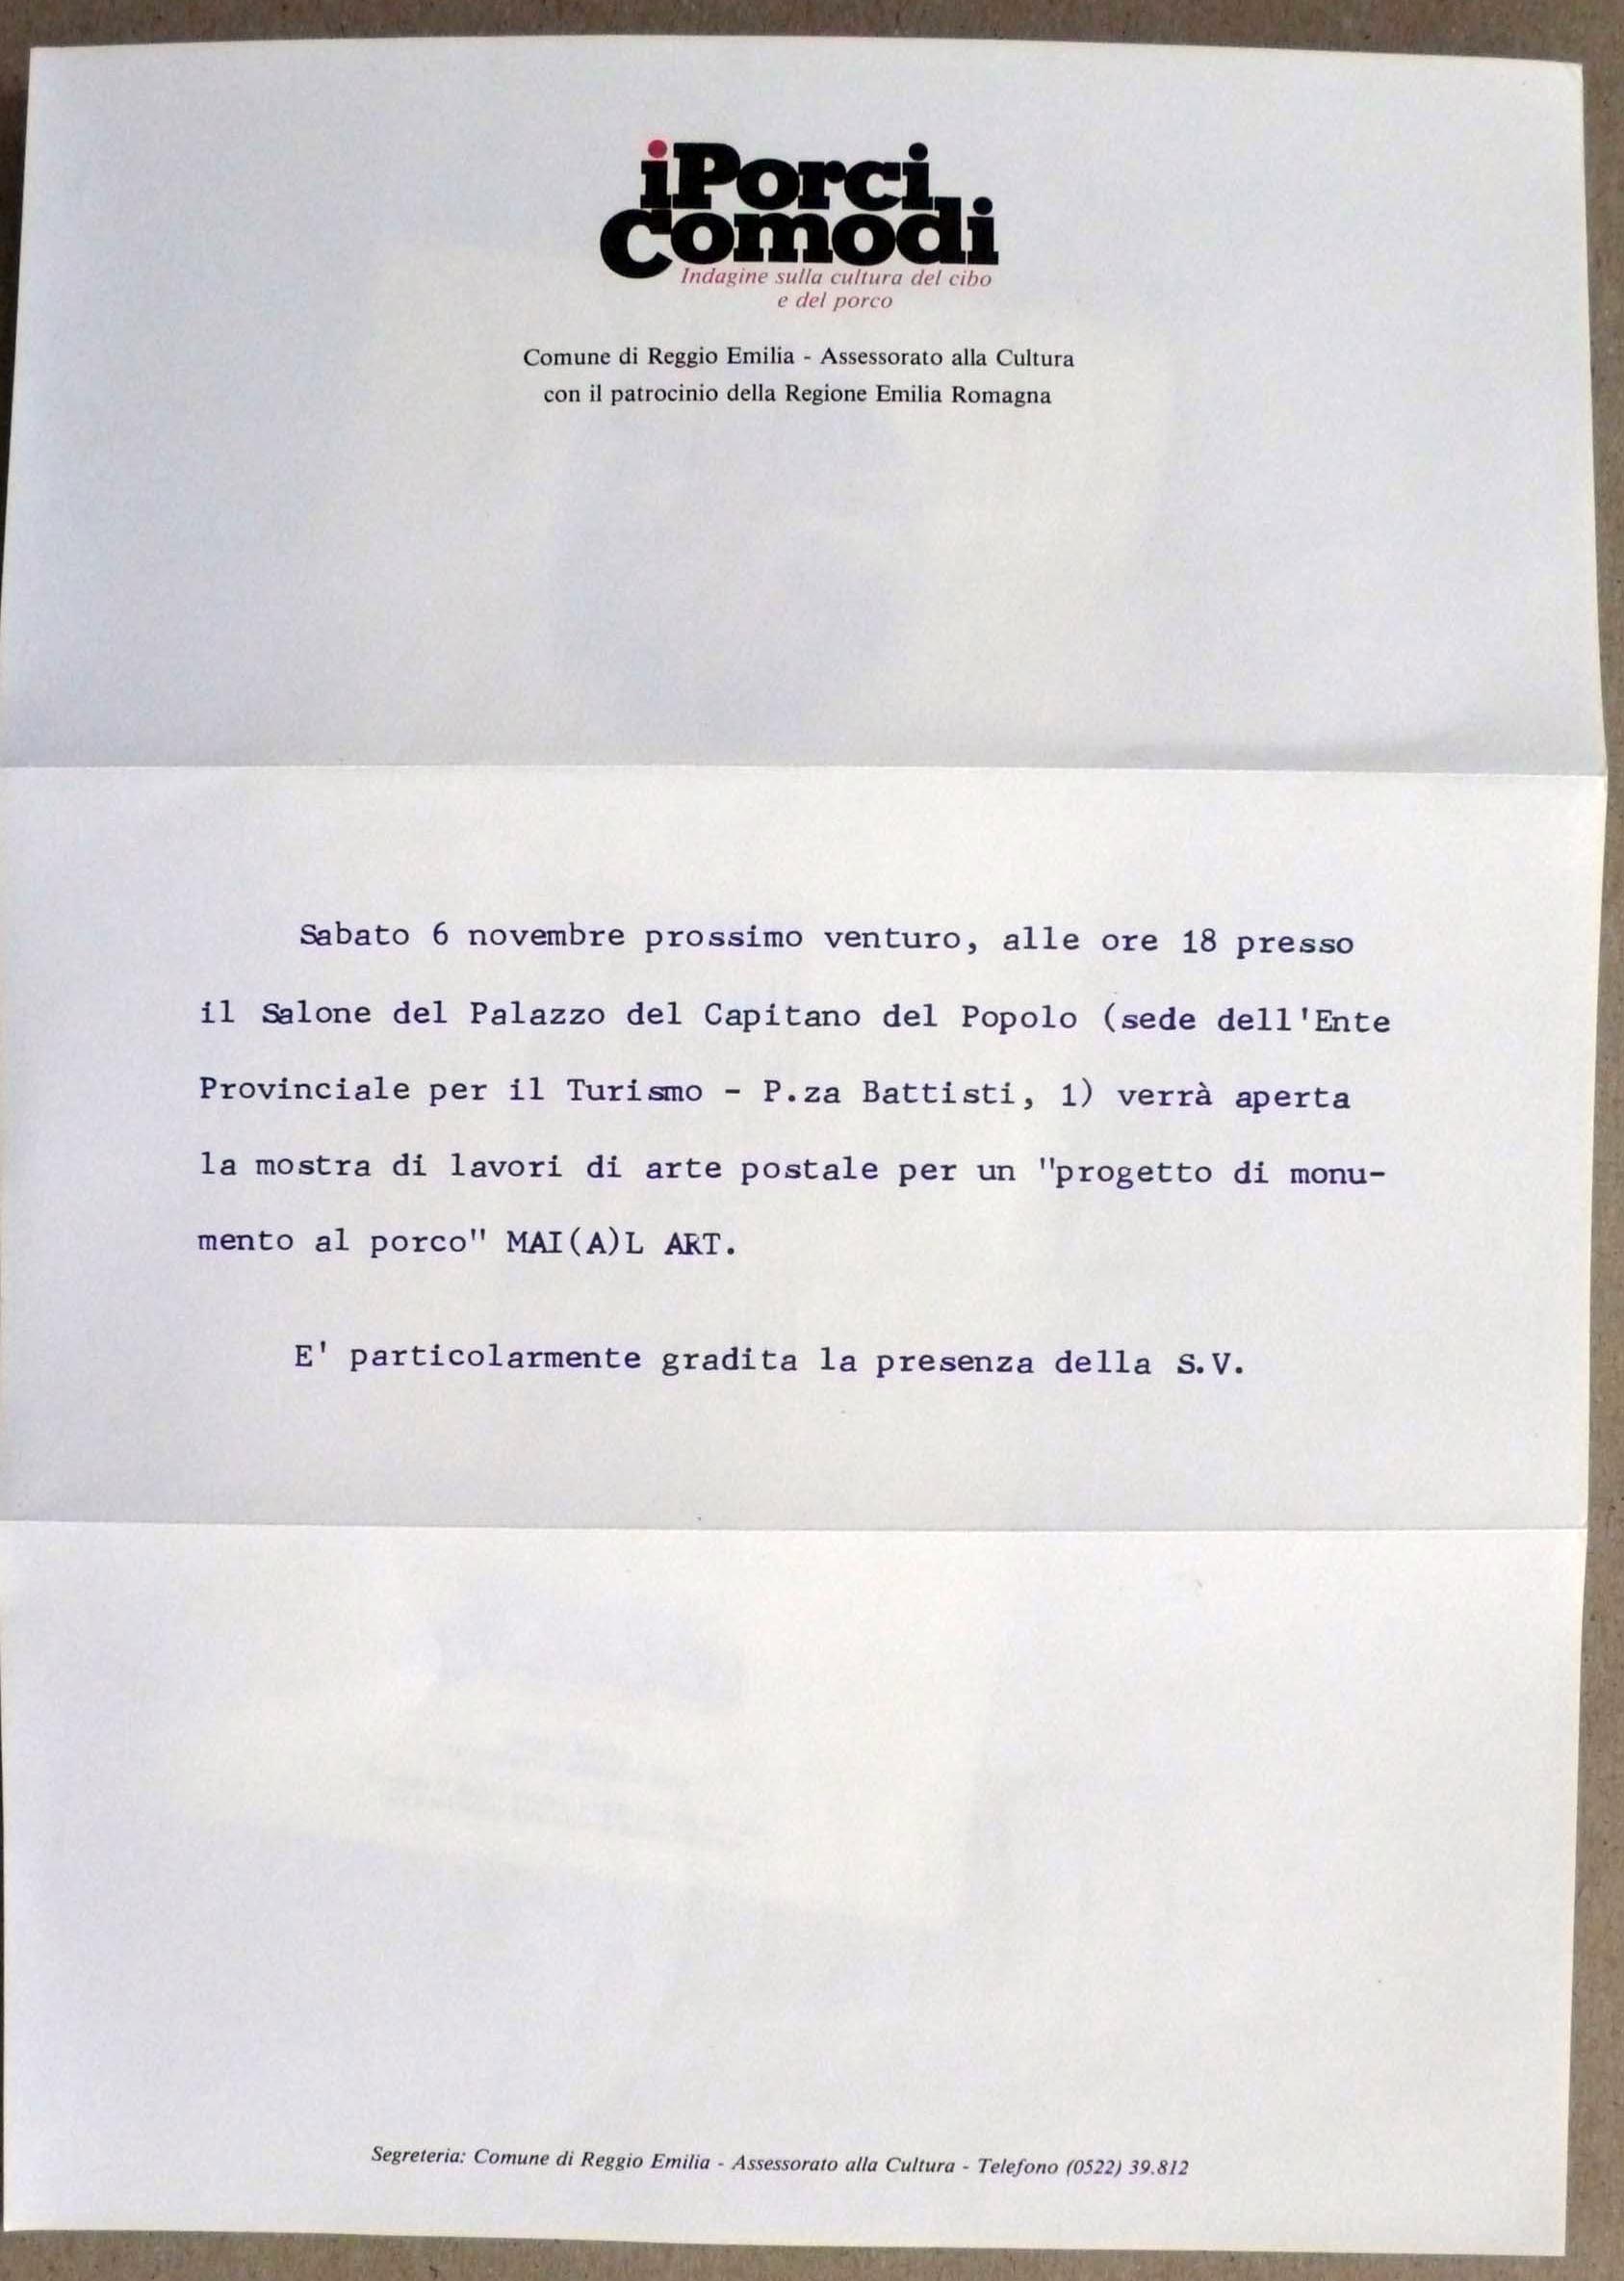 iPorci
Comodi
Indagine sulla cultura del cibo
e del porco
Comune di Reggio Emilia - Assessorato alla Cultura
con il patrocinio della Regione Emilia Romagna
Sabato 6 novembre prossimo venturo, alle ore 18 presso
il Salone del Palazzo del Capitano del Popolo (sede dell'Ente
Provinciale per il Turismo - P.za Battisti, 1) verrà aperta
la mostra di lavori di arte postale per un "progetto di monu-
mento al porco" MAI(A)L ART.
E' particolarmente gradita la presenza della S.V.
Segreteria: Comune di Reggio Emilia - Assessorato alla Cultura - Telefono (0522) 39.812